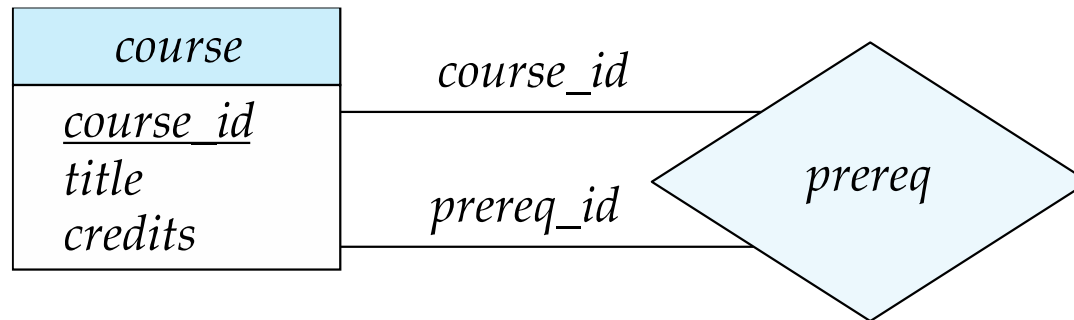 course
course_id
title
credits
course_id
prereq_id
prereq